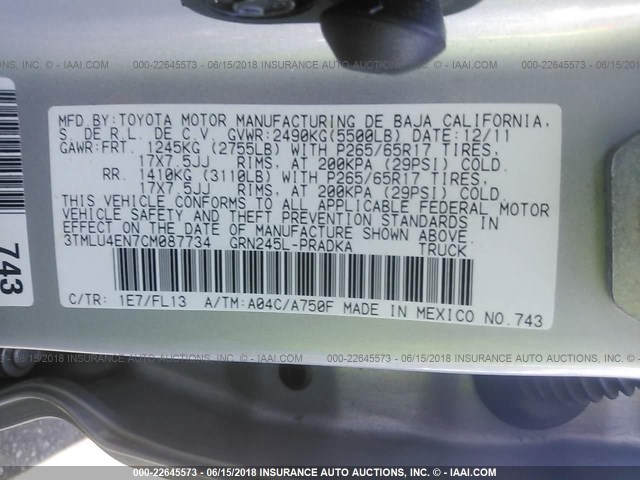 000-22645573 - 06/15/2018 INSURANCE AUTO AUCTIONS, INC. - © IAAI.COM
MFD.BY:TOYOTA MOTOR MANUFACTURING DE BAJA CALIFORNIA,
S. DE R.L. DE C.V. GVWR:2490KG(5500LB) DATE:12/11
GAWR:FRT. 1245KG (2755LB) WITH P265/65R17 TIRES,
17X7.5JJ RIMS, AT 200KPA (29PSI) COLD.
RR. 1410KG (3110LB) WITH P265/65R17 TIRES,
17X7.5JJ RIMS, AT 200KPA (29PSI) COLD.
THIS VEHICLE CONFORMS TO ALL APPLICABLE FEDERAL MOTOR
VEHICLE SAFETY AND THEFT PREVENTION STANDARDS IN
EFFECT ON THE DATE OF MANUFACTURE SHOWN ABOVE.
3TMLU4EN7CM087734 GRN245L-PRADKA TRUCK
C/TR: 1E7/FL13 A/TM:A04C/A750F MADE IN MEXICO NO.743
743
000-22645573 - 06/15/2018 INSURANCE AUTO AUCTIONS, INC. - © IAAI.COM
000-22645573 - 06/15/2018 INSURANCE AUTO AUCTIONS, INC. - © IAAI.COM